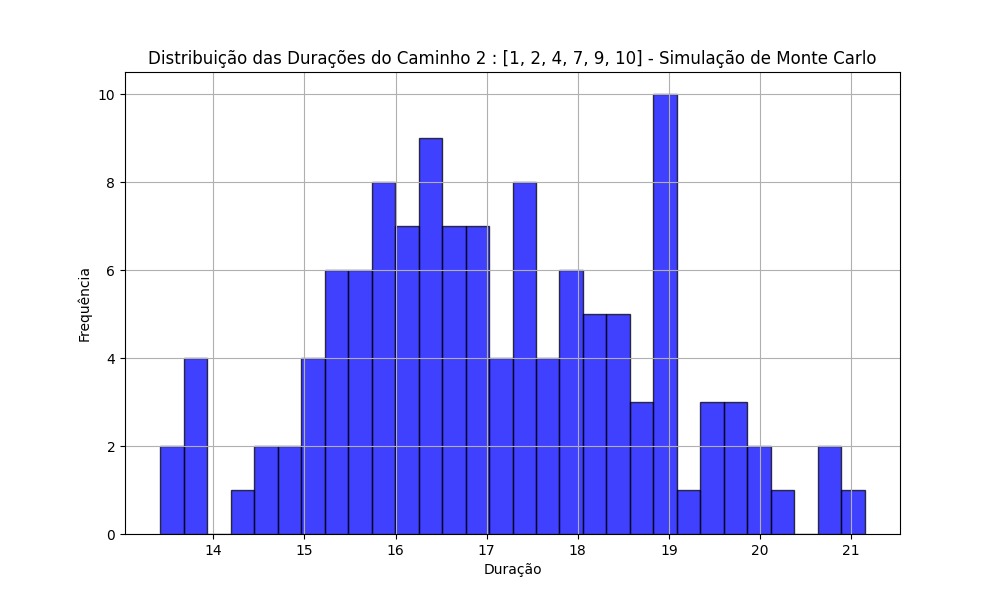 Distribuição das Durações do Caminho 2 : [1, 2, 4, 7, 9, 10] - Simulação de Monte Carlo
10
8
6
4
2
0
Frequência
14 15 16 17 18 19 20 21
Duração